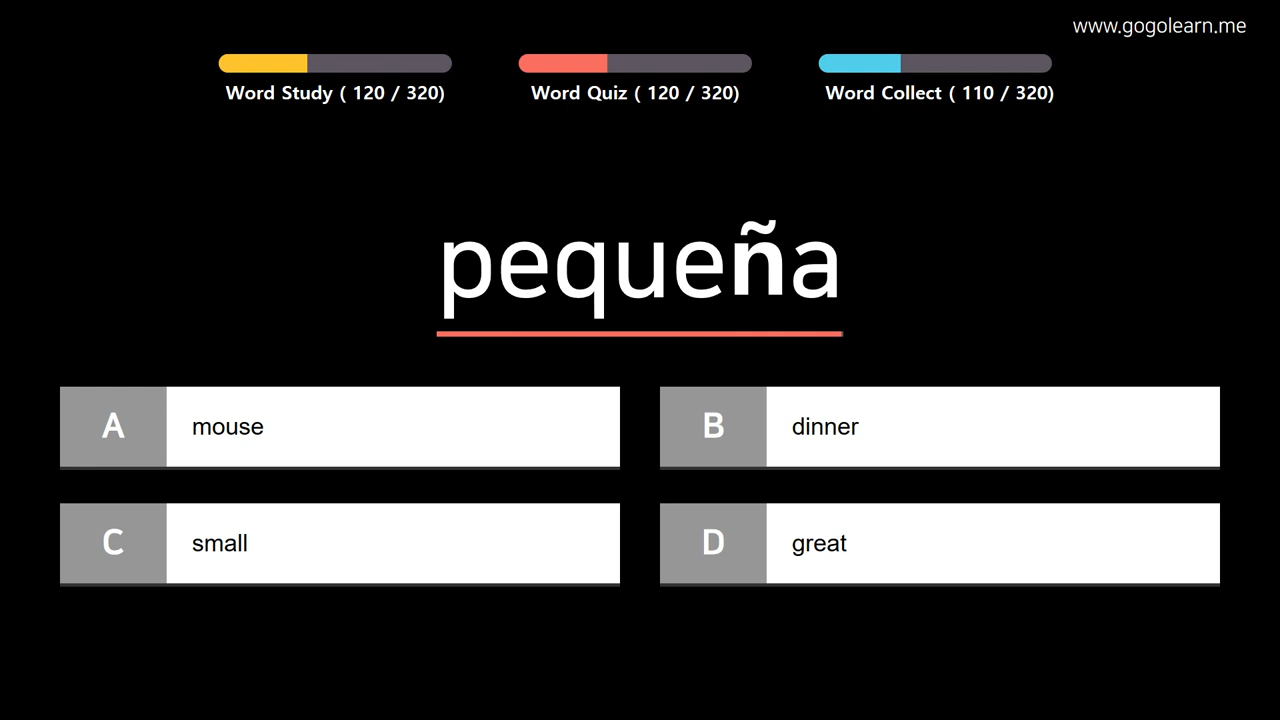 www.gogolearn.me
Word Study ( 120 / 320)
Word Quiz ( 120 / 320)
Word Collect ( 110 / 320)
pequeña
A mouse
B dinner
C small
D great